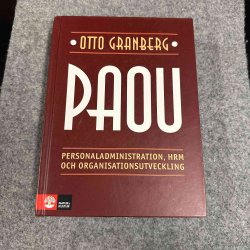 OTTO GRANBERG
PAOU
PERSONALADMINISTRATION, HRM
OCH ORGANISATIONSUTVECKLING